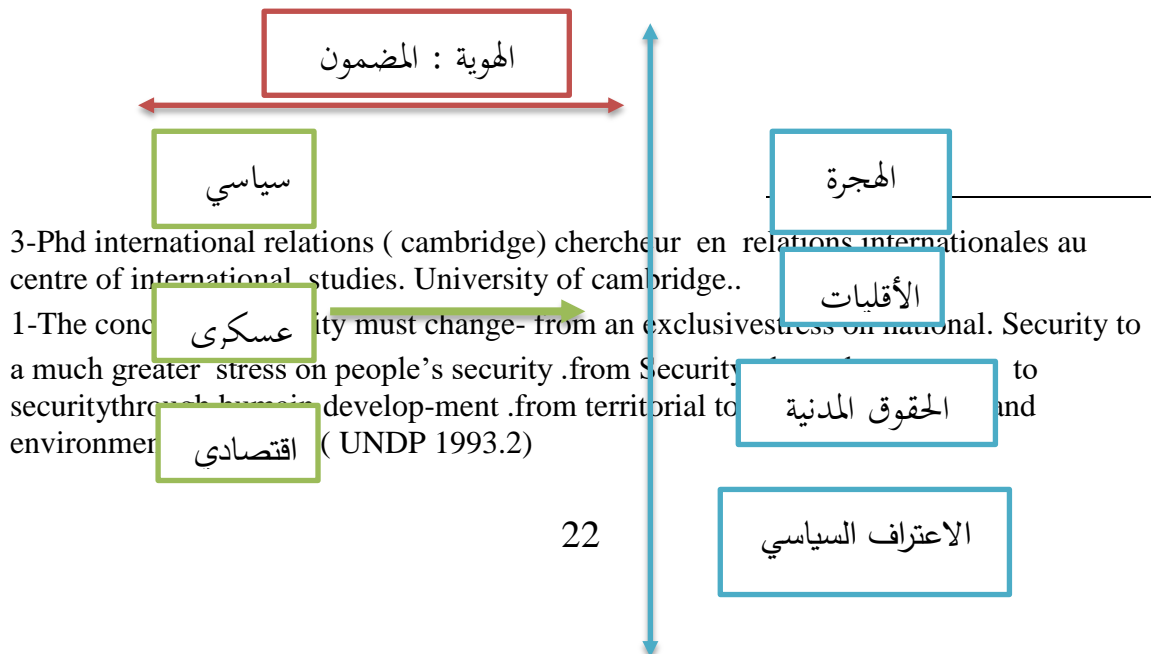 الهوية : المضمون
سياسي
الهجرة
3-Phd international relations ( cambridge) chercheur en relations internationales au
centre of international studies. University of cambridge..
الأقليات
عسكرى
1-The conc ity must change- from an exclusivestress on national. Security to
a much greater stress on people’s security .from Security to
securitythrough humain develop-ment .from territorial to and
الحقوق المدنية
environmen ( UNDP 1993.2)
اقتصادي
22
الاعتراف السياسي